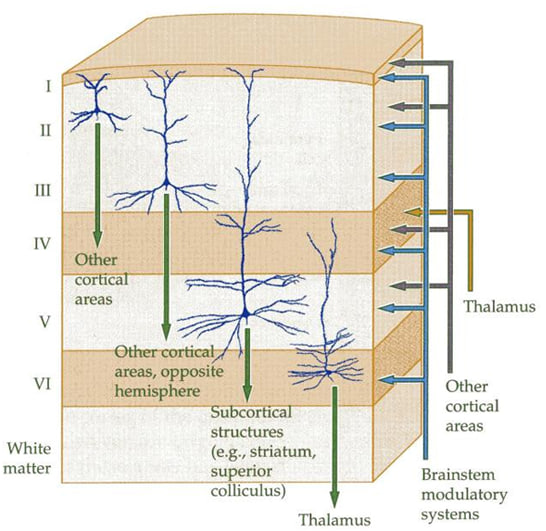 I
II
III
IV
V
VI
White
matter
Other
cortical
areas
Other cortical
areas, opposite
hemisphere
Subcortical
structures
(e.g., striatum,
superior
colliculus)
Thalamus
Thalamus
Other
cortical
areas
Brainstem
modulatory
systems